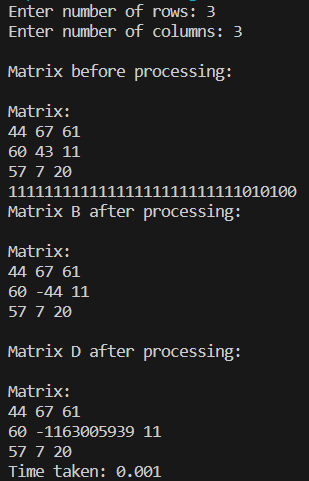 Enter number of rows: 3
Enter number of columns: 3
Matrix before processing:
Matrix:
44 67 61
60 43 11
57 7 20
11111111111111111111111111010100
Matrix B after processing:
Matrix:
44 67 61
60 -44 11
57 7 20
Matrix D after processing:
Matrix:
44 67 61
60 -1163005939 11
57 7 20
Time taken: 0.001